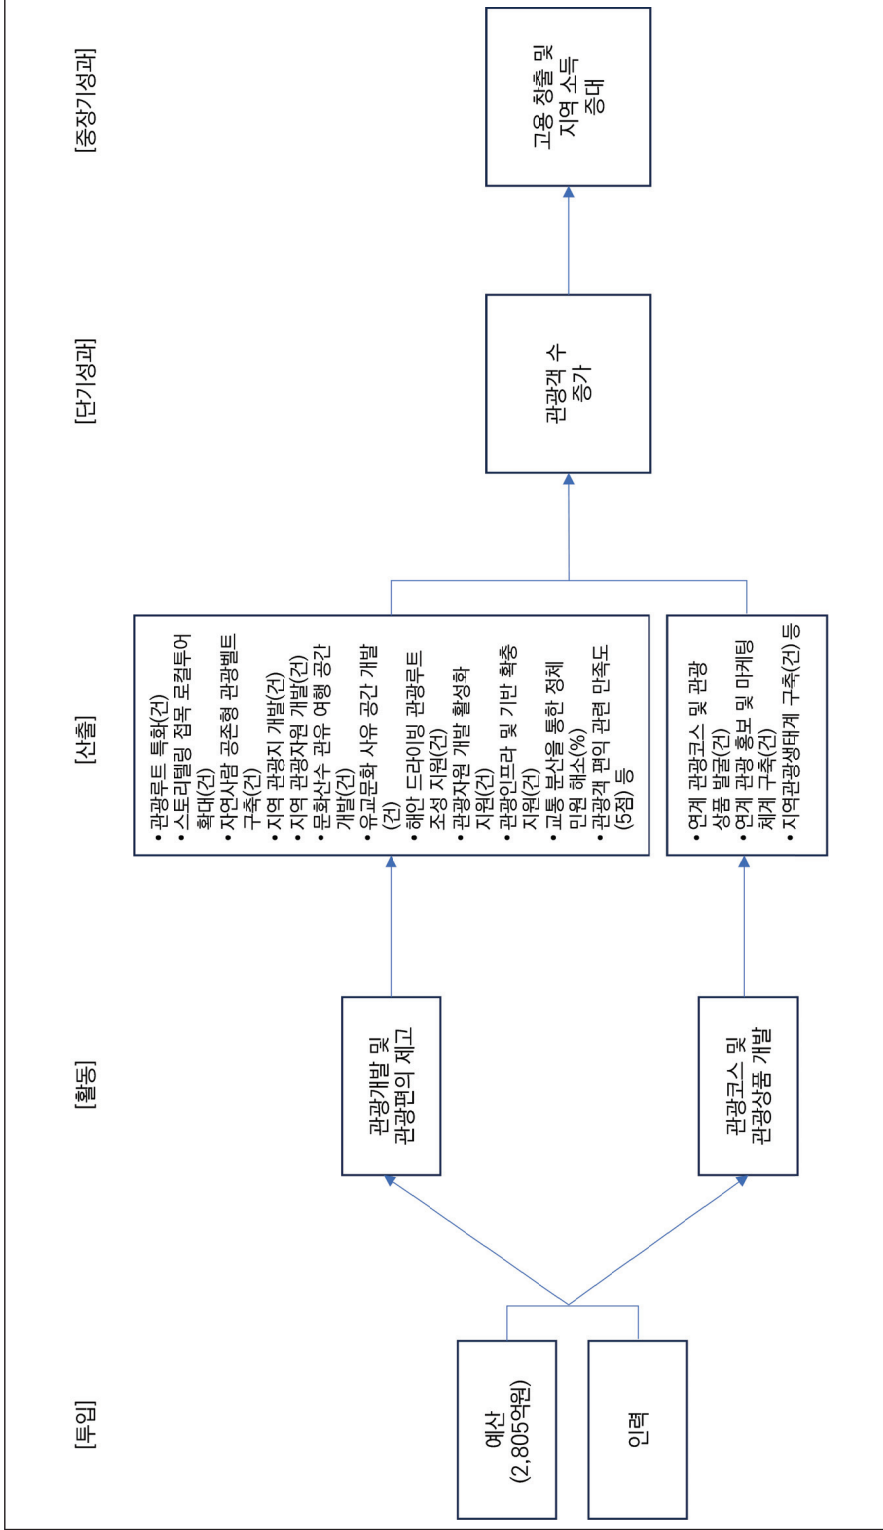 [투입]
[활동]
[산출]
[단기성과]
[중장기성과]
예산
(2,805억원)
인력
관광개발 및
관광편의 제고
관광코스 및
관광상품 개발
• 관광루트 특화(건)
• 스토리텔링 접목 로컬투어
확대(건)
• 자연사람 공존형 관광벨트
구축(건)
• 지역 관광지 개발(건)
• 지역 관광자원 개발(건)
• 문화산수 관유 여행 공간
개발(건)
• 유교문화 사유 공간 개발
(건)
• 해안 드라이빙 관광루트
조성 지원(건)
• 관광자원 개발 활성화
지원(건)
• 관광인프라 및 기반 확충
지원(건)
• 교통 분산을 통한 정체
민원 해소(%)
• 관광객 편익 관련 만족도
(5점) 등
• 연계 관광코스 및 관광
상품 발굴(건)
• 연계 관광 홍보 및 마케팅
체계 구축(건)
• 지역관광생태계 구축(건) 등
관광객 수
증가
고용 창출 및
지역 소득
증대